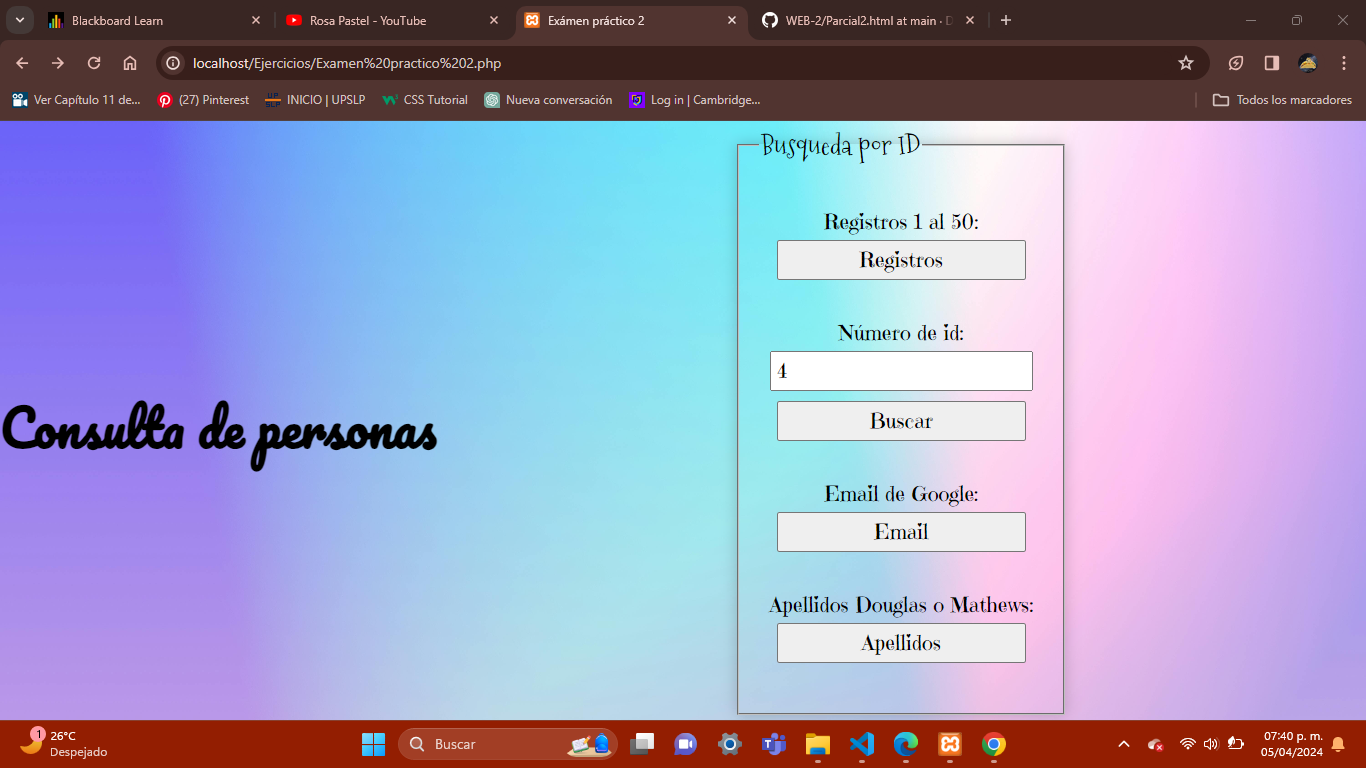 Blackboard Learn
Rosa Pastel - YouTube
Exámen práctico 2
WEB-2/Parcial2.html at main · D
localhost/Ejercicios/Examen%20practico%202.php
Ver Capítulo 11 de...
(27) Pinterest
INICIO | UPSLP
CSS Tutorial
Nueva conversación
Log in | Cambridge...
Todos los marcadores
Busqueda por ID
Registros 1 al 50:
Registros
Número de id:
4
Buscar
Consulta de personas
Email de Google:
Email
Apellidos Douglas o Mathews:
Apellidos
1
26°C
Despejado
Buscar
07:40 p. m.
05/04/2024